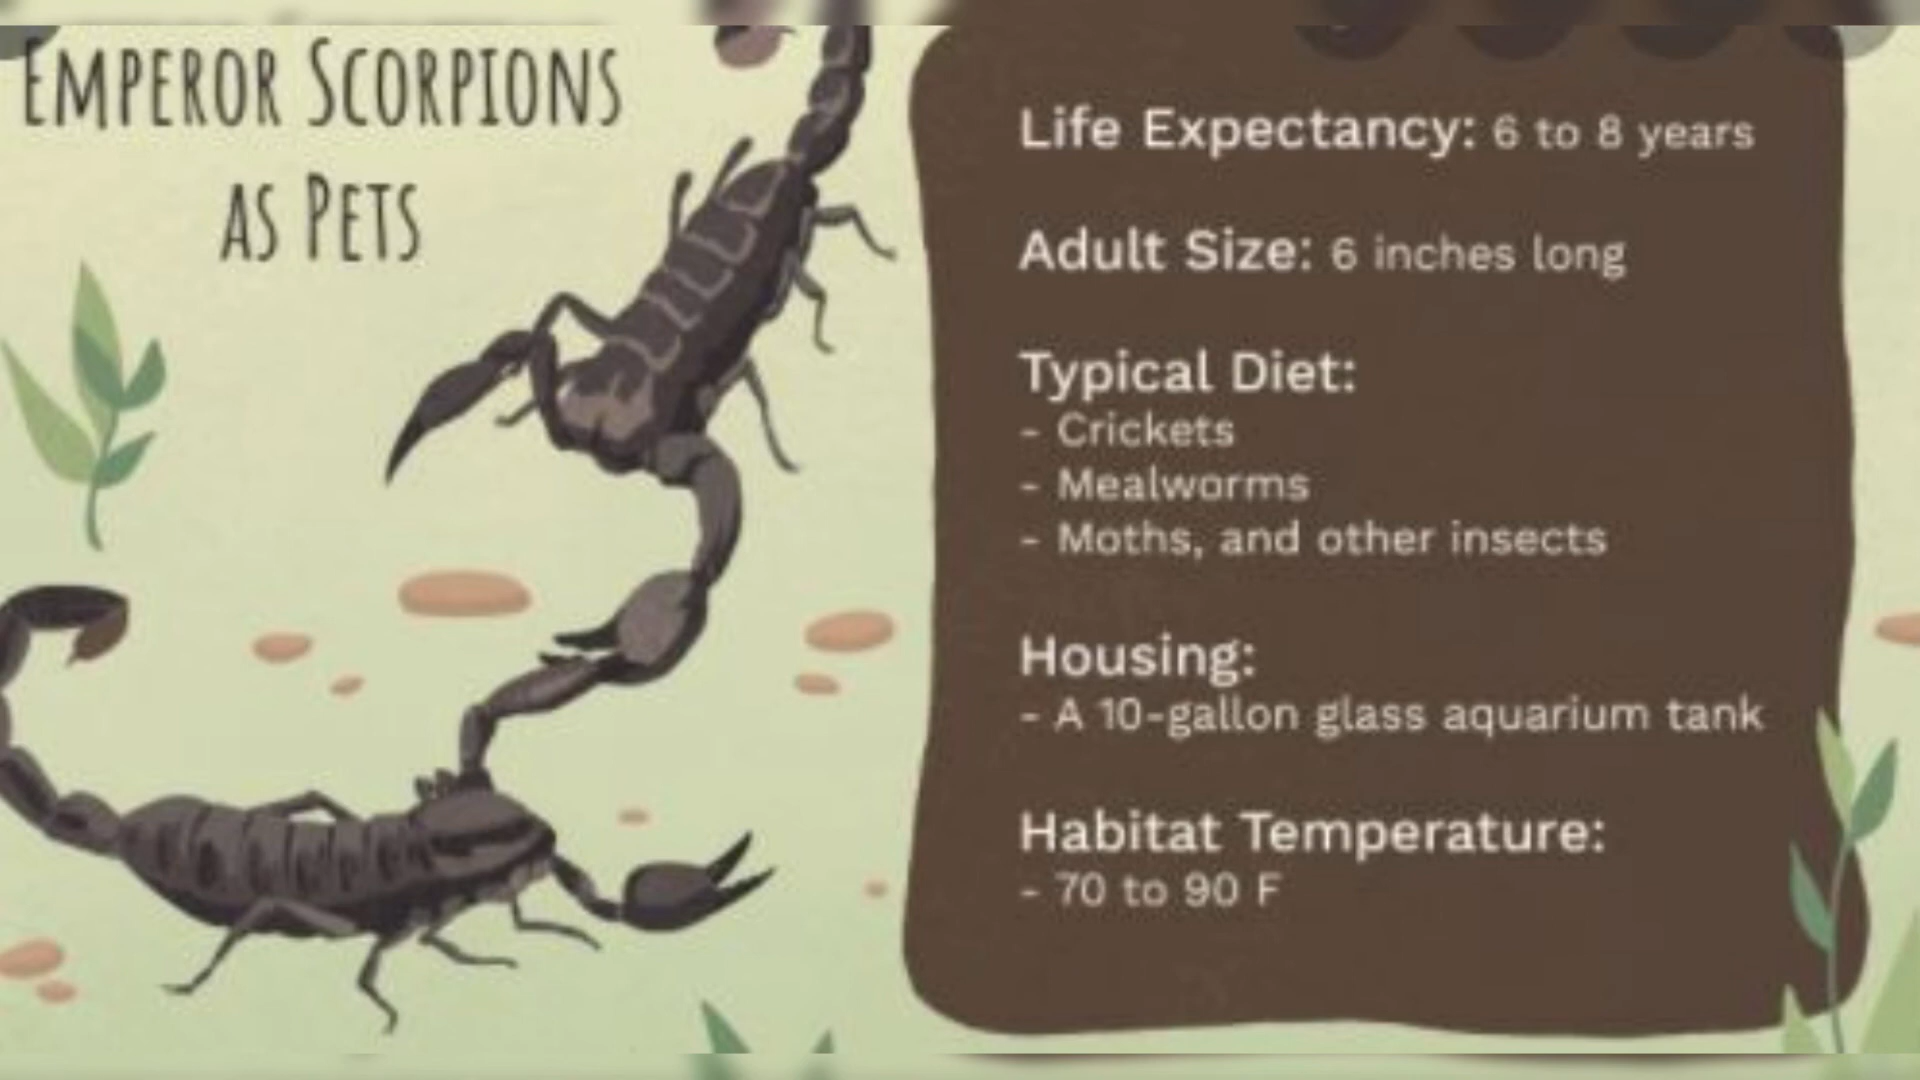 EMPEROR SCORPIONS
AS PETS
Life Expectancy: 6 to 8 years
Adult Size: 6 inches long
Typical Diet:
- Crickets
- Mealworms
- Moths, and other insects
Housing:
- A 10-gallon glass aquarium tank
Habitat Temperature:
- 70 to 90 F